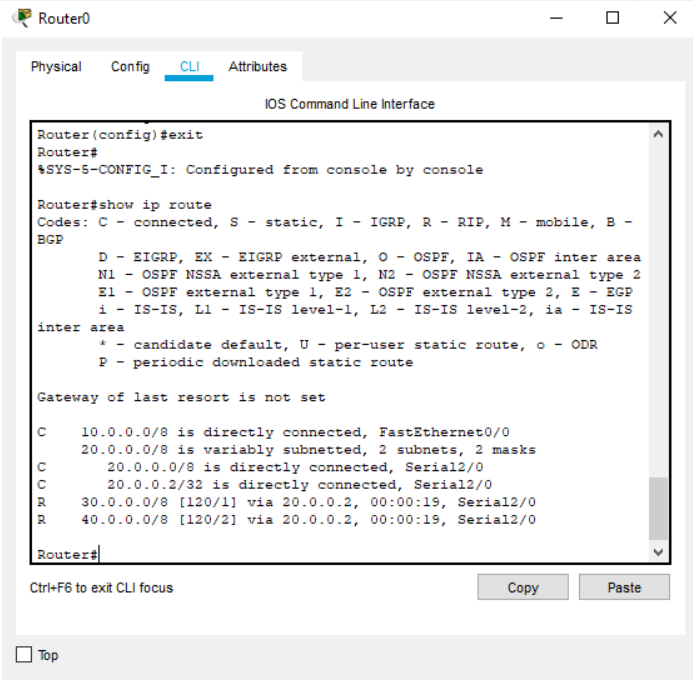 Router0
Physical Config CLI Attributes
IOS Command Line Interface
Router(config)#exit
Router#
%SYS-5-CONFIG_I: Configured from console by console
Router#show ip route
Codes: C - connected, S - static, I - IGRP, R - RIP, M - mobile, B -
BGP
D - EIGRP, EX - EIGRP external, O - OSPF, IA - OSPF inter area
N1 - OSPF NSSA external type 1, N2 - OSPF NSSA external type 2
E1 - OSPF external type 1, E2 - OSPF external type 2, E - EGP
i - IS-IS, L1 - IS-IS level-1, L2 - IS-IS level-2, ia - IS-IS
inter area
* - candidate default, U - per-user static route, o - ODR
P - periodic downloaded static route
Gateway of last resort is not set
C 10.0.0.0/8 is directly connected, FastEthernet0/0
20.0.0.0/8 is variably subnetted, 2 subnets, 2 masks
C 20.0.0.0/8 is directly connected, Serial2/0
C 20.0.0.2/32 is directly connected, Serial2/0
R 30.0.0.0/8 [120/1] via 20.0.0.2, 00:00:19, Serial2/0
R 40.0.0.0/8 [120/2] via 20.0.0.2, 00:00:19, Serial2/0
Router#
Ctrl+F6 to exit CLI focus
Copy Paste
Top